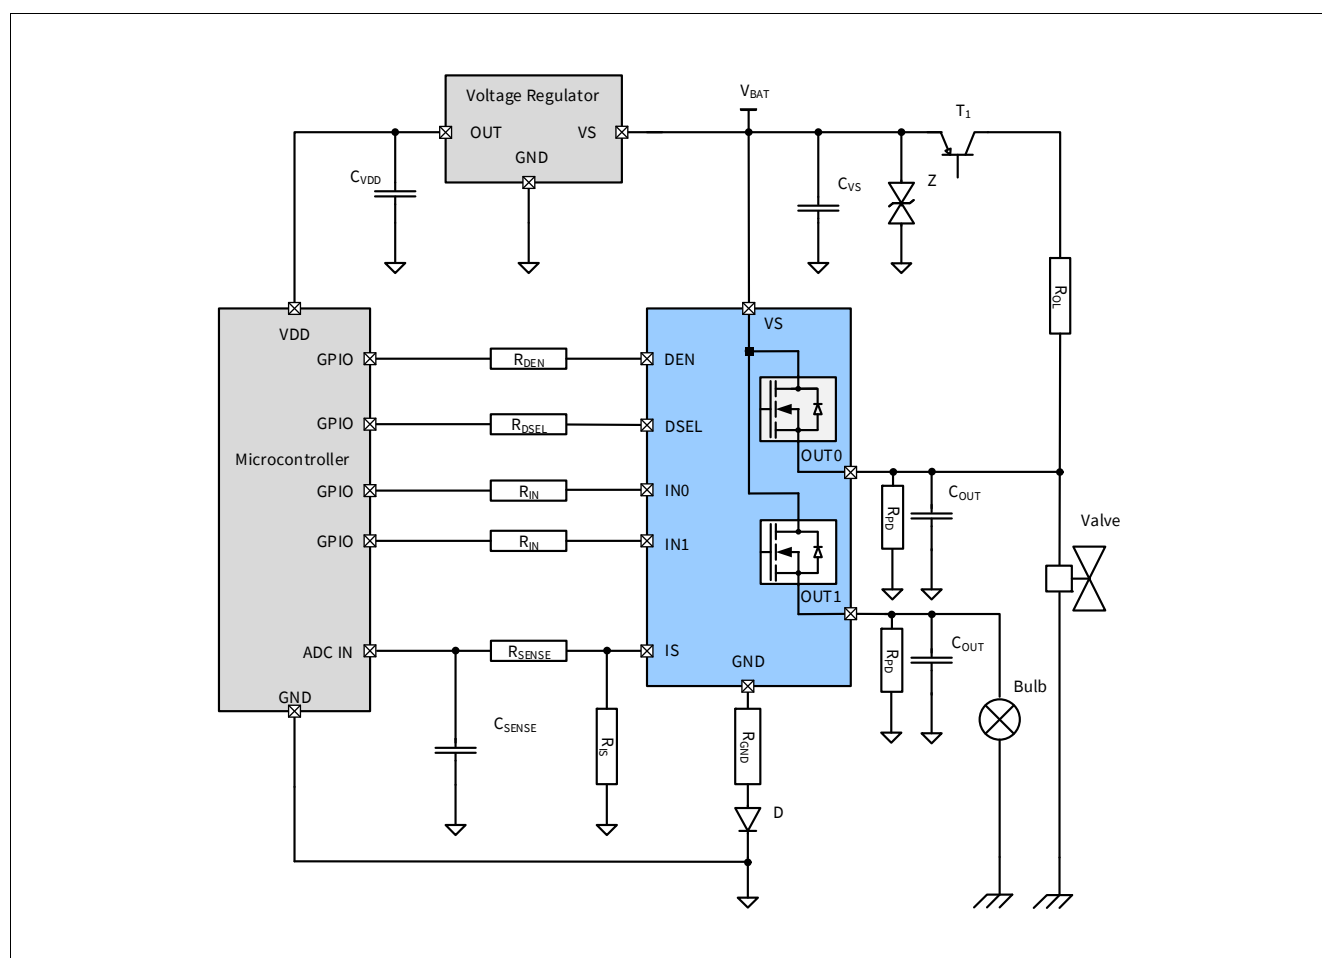 Voltage Regulator
OUT
VS
GND
VBAT
T1
CVDD
CVS
Z
ROL
VDD
VS
GPIO
RDEN
DEN
GPIO
RDSEL
DSEL
OUT0
Microcontroller
GPIO
RIN
IN0
RPD
COUT
Valve
GPIO
RIN
IN1
OUT1
ADC IN
RSENSE
IS
GND
RPD
COUT
Bulb
GND
CSENSE
RIS
RGND
D